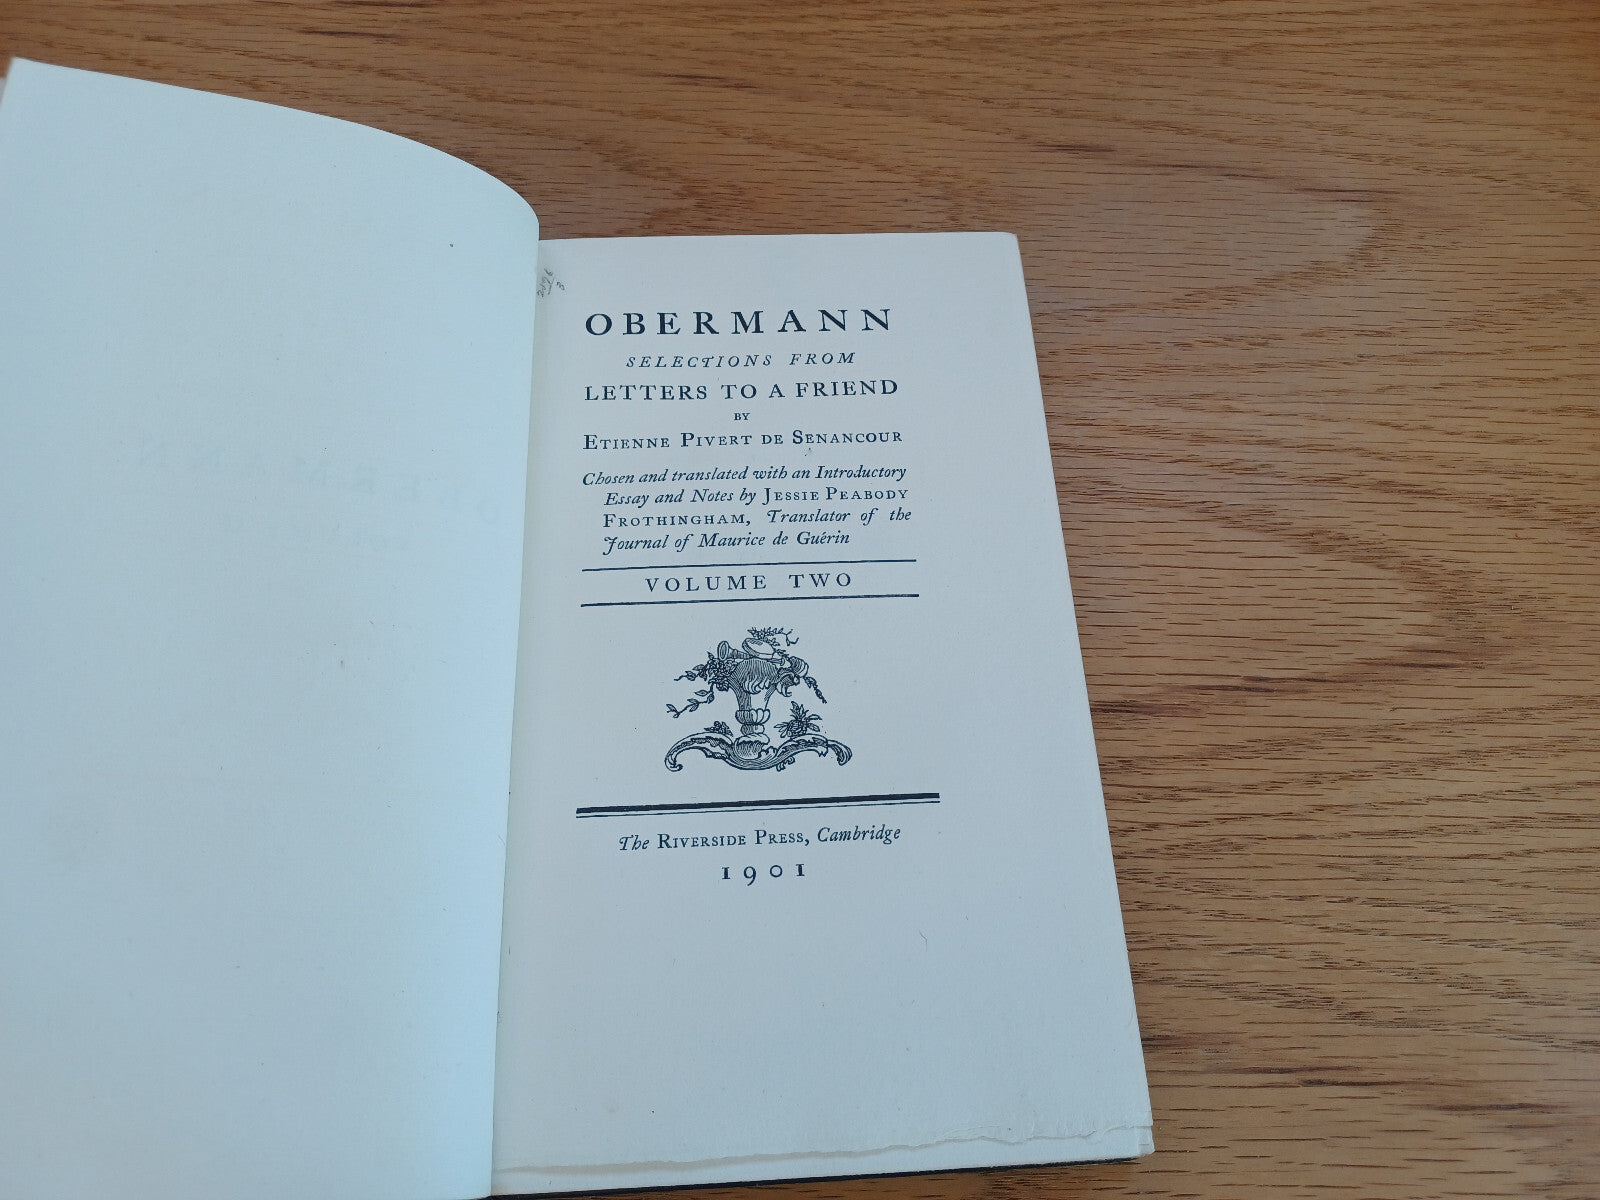 OBERMANN
SELECTIONS FROM
LETTERS TO A FRIEND
BY
ETIENNE PIVERT DE SENANCOUR
Chosen and translated with an Introductory
Essay and Notes by JESSIE PEABODY
FROTHINGHAM, Translator of the
Journal of Maurice de Guérin
VOLUME TWO
The RIVERSIDE PRESS, Cambridge
1901